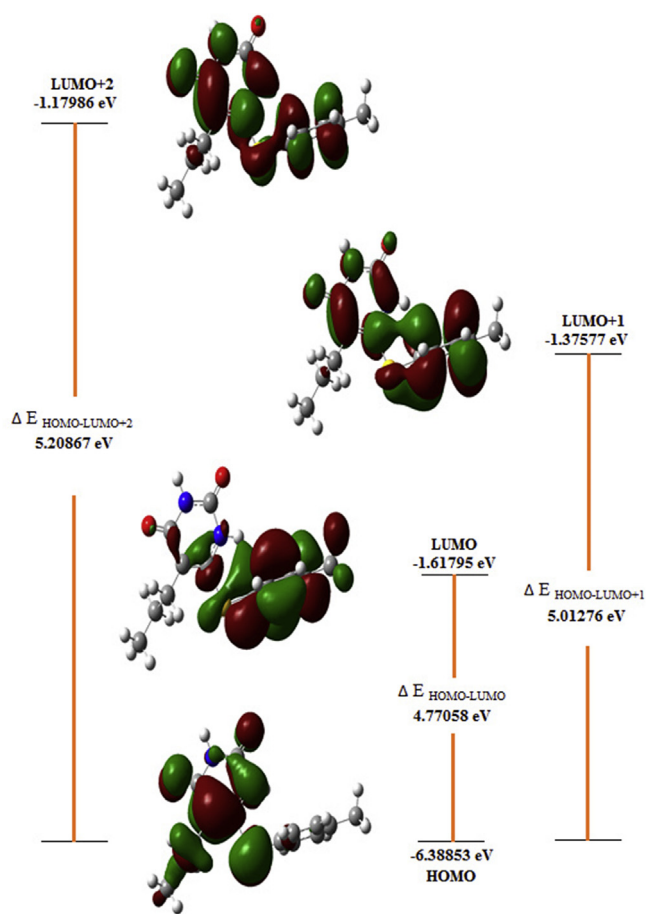 LUMO+2
-1.17986 eV
LUMO+1
-1.37577 eV
Δ E HOMO-LUMO+2
5.20867 eV
LUMO
-1.61795 eV
Δ E HOMO-LUMO+1
5.01276 eV
Δ E HOMO-LUMO
4.77058 eV
-6.38853 eV
HOMO